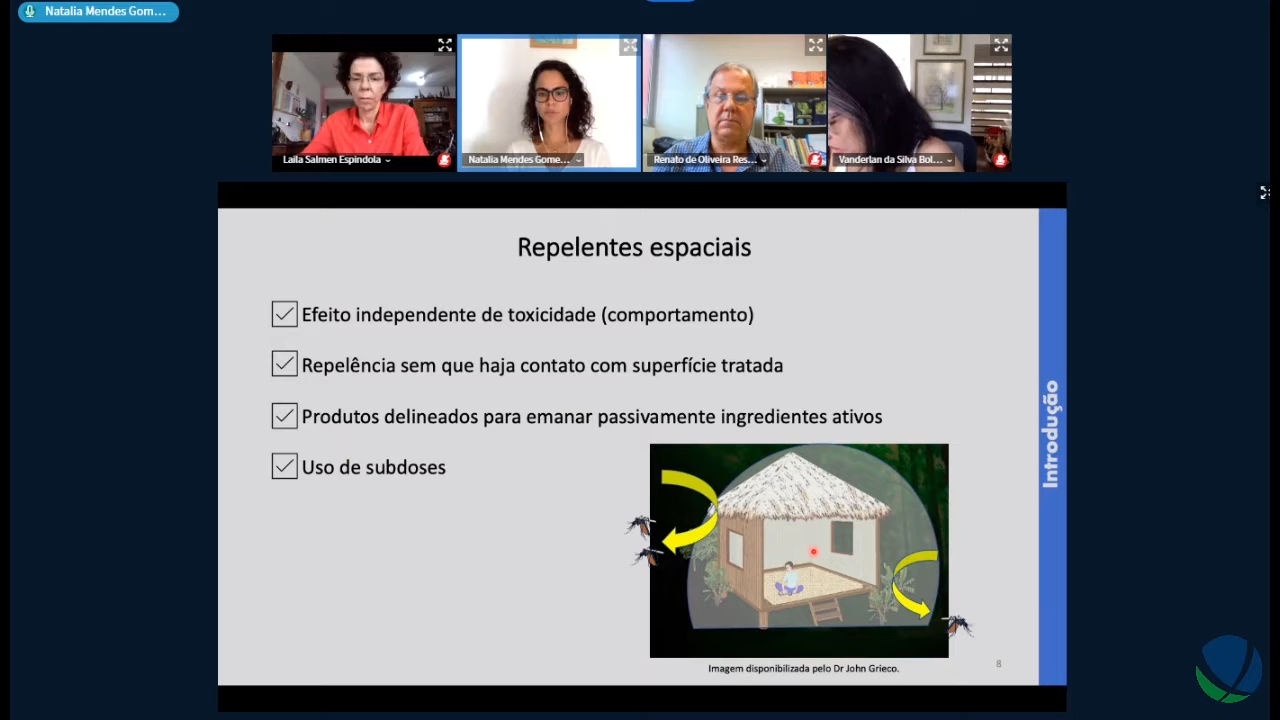 Natalia Mendes Gom...
Laila Salmen Espindola
Natalia Mendes Gome...
Renato de Oliveira Res...
Vanderlan da Silva Bol...
Repelentes espaciais
Efeito independente de toxicidade (comportamento)
Repelência sem que haja contato com superfície tratada
Produtos delineados para emanar passivamente ingredientes ativos
Uso de subdoses
Introdução
Imagem disponibilizada pelo Dr John Grieco.
8